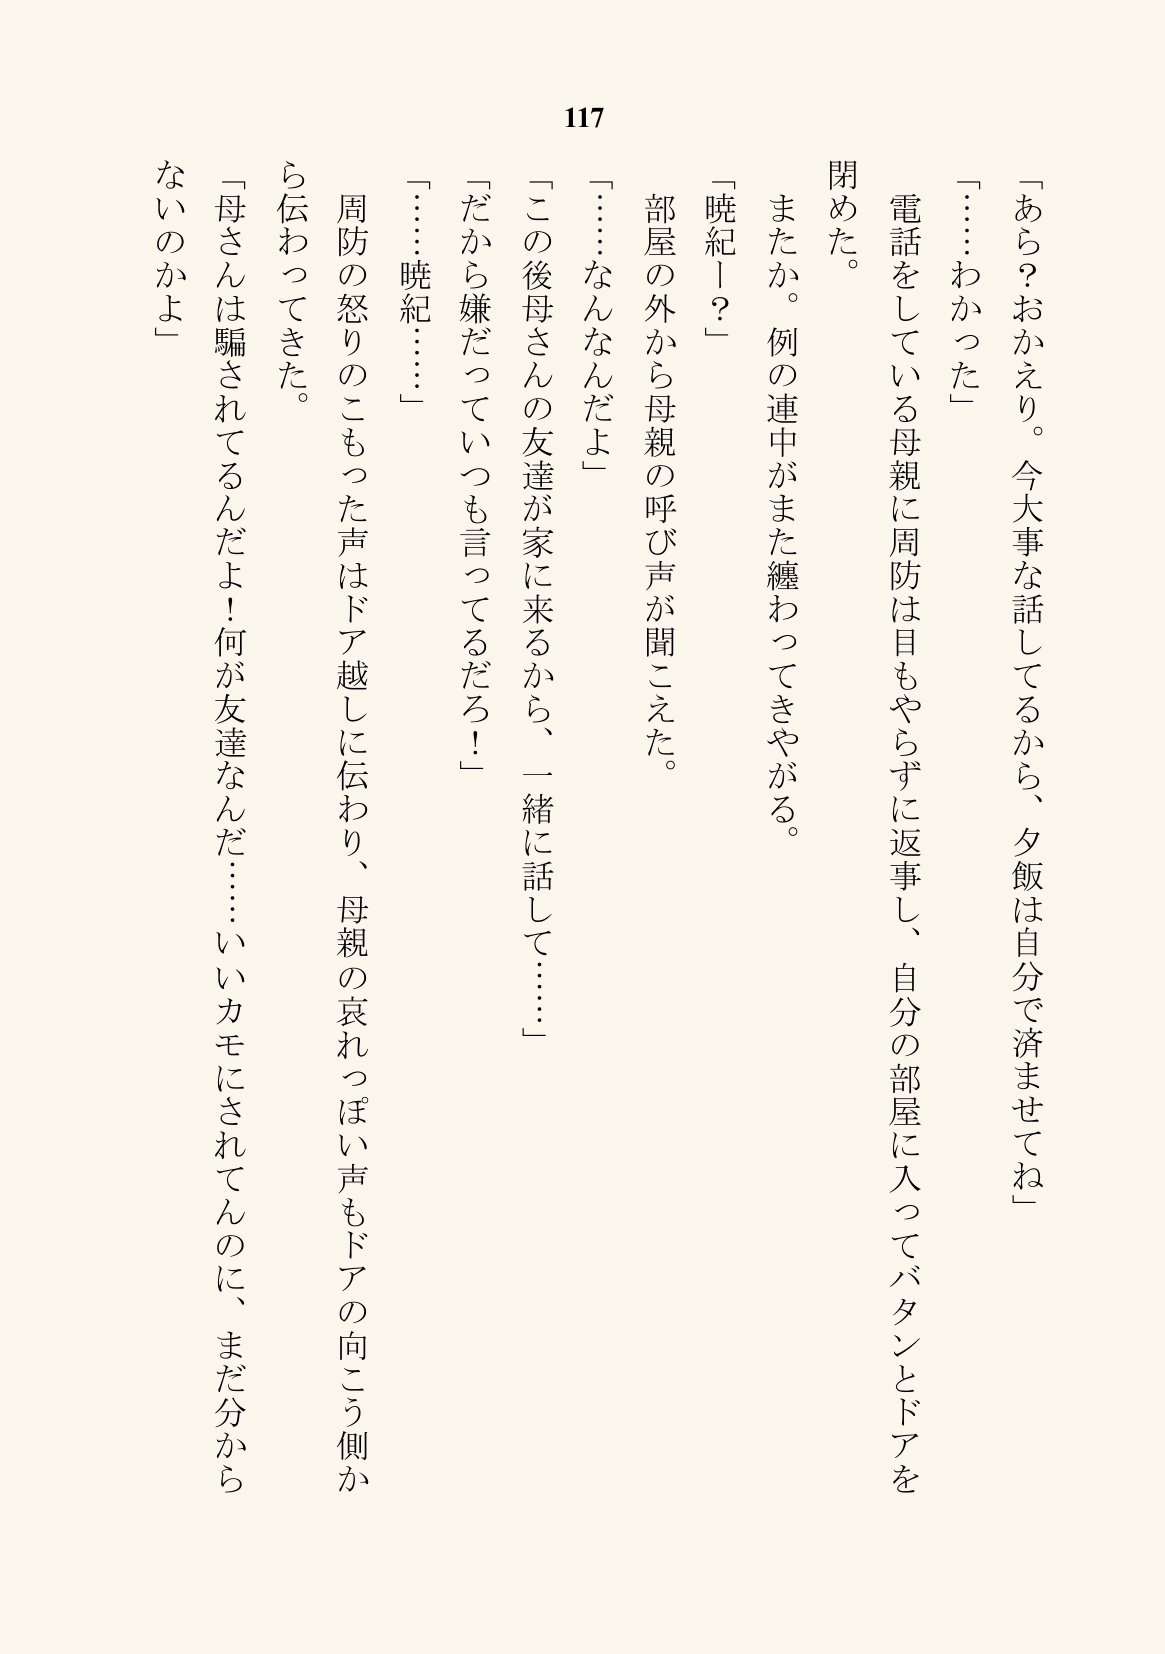 117
「あら？おかえり。今大事な話してるから、夕飯は自分で済ませてね」
「……わかった」
　電話をしている母親に周防は目もやらずに返事し、自分の部屋に入ってバタンとドアを
閉めた。
　またか。例の連中がまた纏わってきやがる。
「暁紀ー？」
　部屋の外から母親の呼び声が聞こえた。
「……なんなんだよ」
「この後母さんの友達が家に来るから、一緒に話して……」
「だから嫌だっていつも言ってるだろ！」
「……暁紀……」
　周防の怒りのこもった声はドア越しに伝わり、母親の哀れっぽい声もドアの向こう側か
ら伝わってきた。
「母さんは騙されてるんだよ！何が友達なんだ……いいカモにされてんのに、まだ分から
ないのかよ」